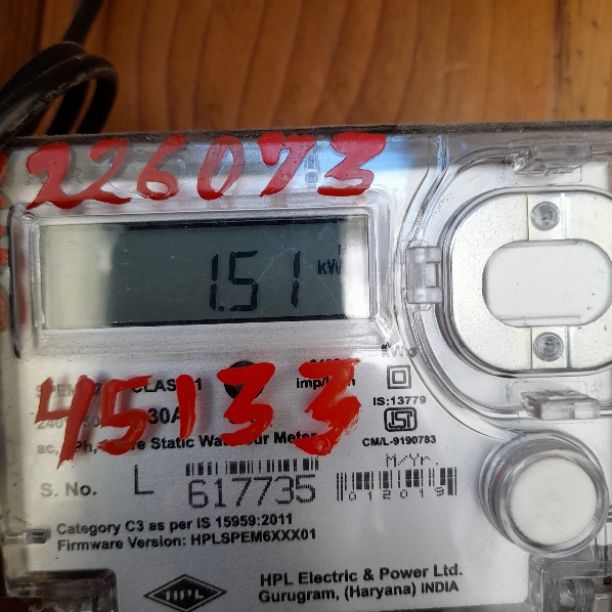 226073
1.51 kW
CLAS 1
imp/
30A
IS:13779
ac, Ph, re Static Wa ur Meter
CM/L-9190783
M/Yr.
S. No. L 617735 012019
Category C3 as per IS 15959:2011
Firmware Version: HPLSPEM6XXX01
45133
HPL
HPL Electric & Power Ltd.
Gurugram, (Haryana) INDIA